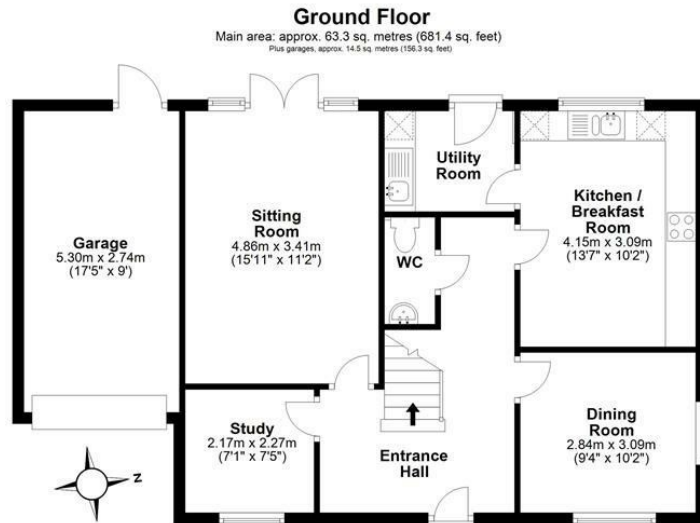 Ground Floor
Main area: approx. 63.3 sq. metres (681.4 sq. feet)
Plus garages, approx. 14.5 sq. metres (156.3 sq. feet)
Utility
Room
Kitchen /
Breakfast
Room
4.15m x 3.09m
(13'7" x 10'2")
Sitting
Room
4.86m x 3.41m
(15'11" x 11'2")
Garage
5.30m x 2.74m
(17'5" x 9')
WC
Study
2.17m x 2.27m
(7'1" x 7'5")
Entrance
Hall
Dining
Room
2.84m x 3.09m
(9'4" x 10'2")
N